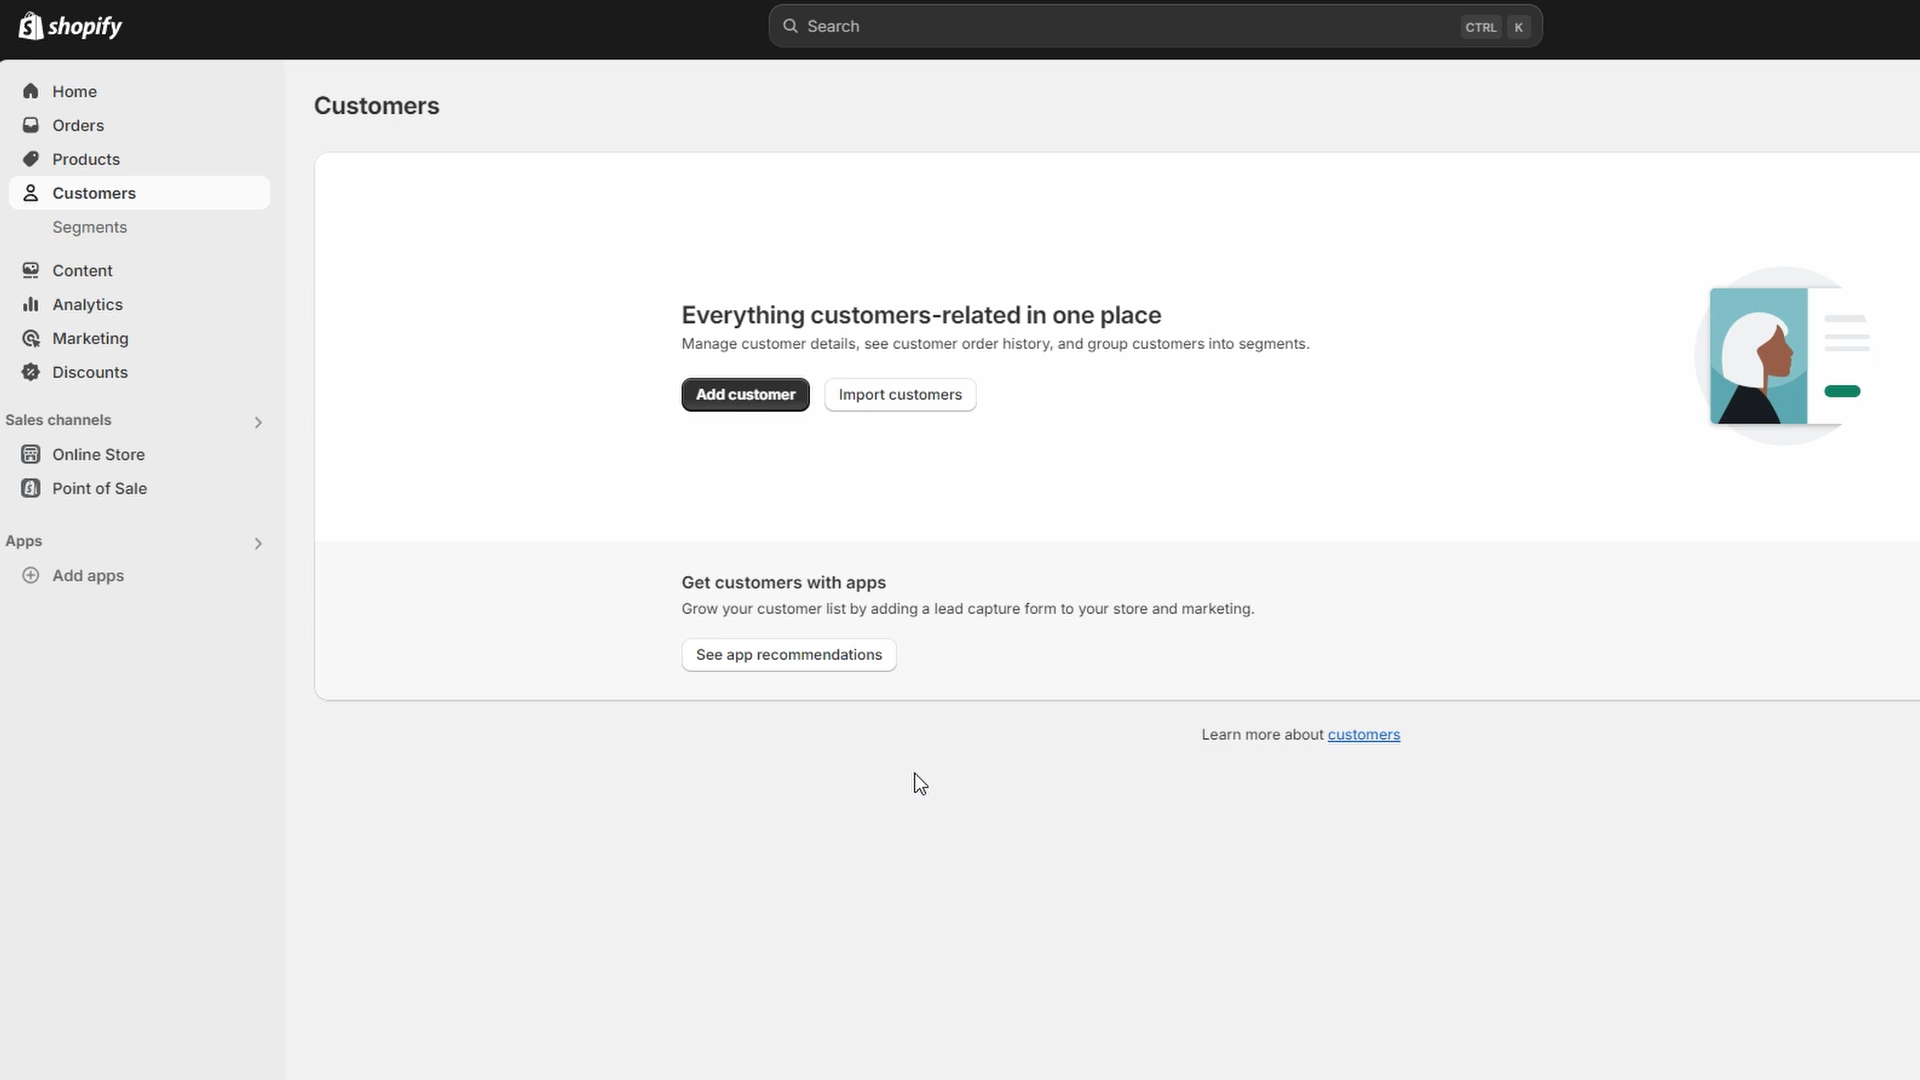 shopify
Search
CTRL K
Home
Orders
Products
Customers
Segments
Content
Analytics
Marketing
Discounts
Sales channels
Online Store
Point of Sale
Apps
Add apps
Customers
Everything customers-related in one place
Manage customer details, see customer order history, and group customers into segments.
Add customer
Import customers
Get customers with apps
Grow your customer list by adding a lead capture form to your store and marketing.
See app recommendations
Learn more about customers